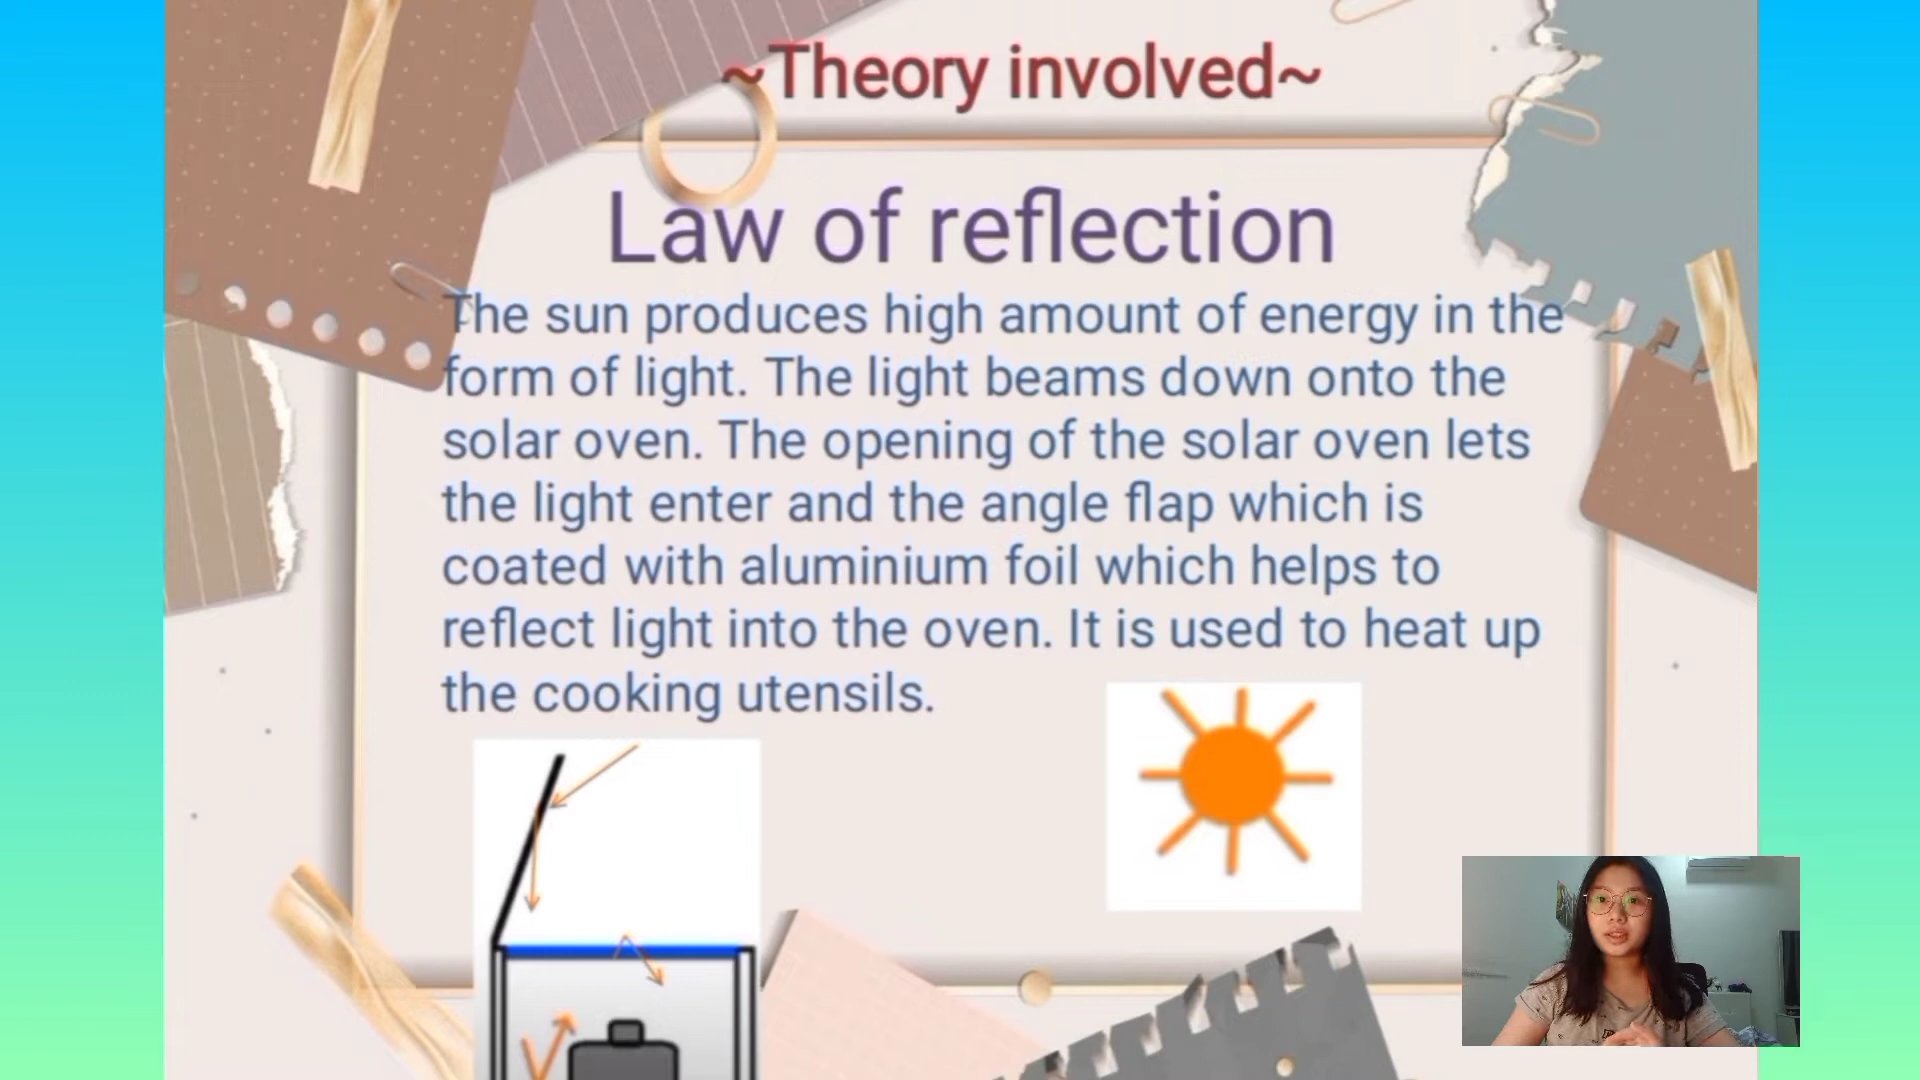 ~Theory involved~
Law of reflection
The sun produces high amount of energy in the
form of light. The light beams down onto the
solar oven. The opening of the solar oven lets
the light enter and the angle flap which is
coated with aluminium foil which helps to
reflect light into the oven. It is used to heat up
the cooking utensils.